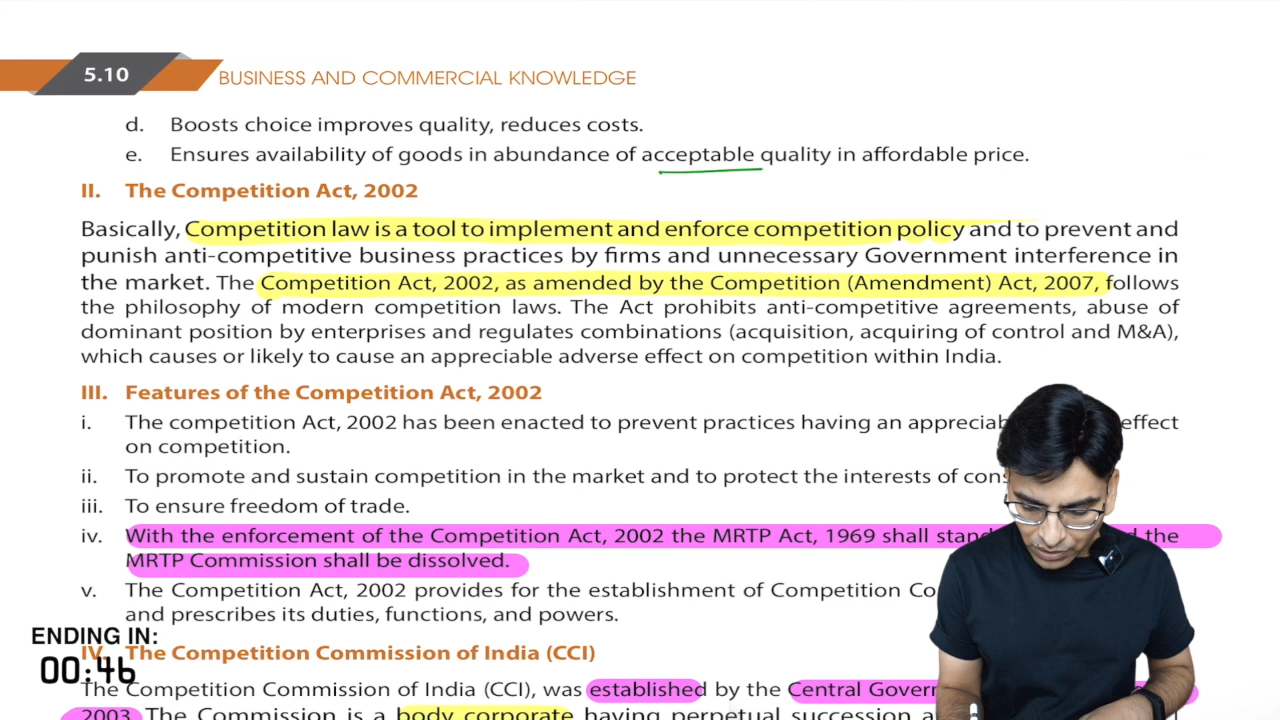 5.10 BUSINESS AND COMMERCIAL KNOWLEDGE
d. Boosts choice improves quality, reduces costs.
e. Ensures availability of goods in abundance of acceptable quality in affordable price.
II. The Competition Act, 2002
Basically, Competition law is a tool to implement and enforce competition policy and to prevent and
punish anti-competitive business practices by firms and unnecessary Government interference in
the market. The Competition Act, 2002, as amended by the Competition (Amendment) Act, 2007, follows
the philosophy of modern competition laws. The Act prohibits anti-competitive agreements, abuse of
dominant position by enterprises and regulates combinations (acquisition, acquiring of control and M&A),
which causes or likely to cause an appreciable adverse effect on competition within India.
III. Features of the Competition Act, 2002
i. The competition Act, 2002 has been enacted to prevent practices having an effect
on competition.
ii. To promote and sustain competition in the market and to protect the interests of
iii. To ensure freedom of trade.
iv. With the enforcement of the Competition Act, 2002 the MRTP Act, 1969 shall the
MRTP Commission shall be dissolved.
v. The Competition Act, 2002 provides for the establishment of Competition
and prescribes its duties, functions, and powers.
ENDING IN:
00:46
IV. The Competition Commission of India (CCI)
The Competition Commission of India (CCI), was established by the Central
2003. The Commission is a body corporate having perpetual succession